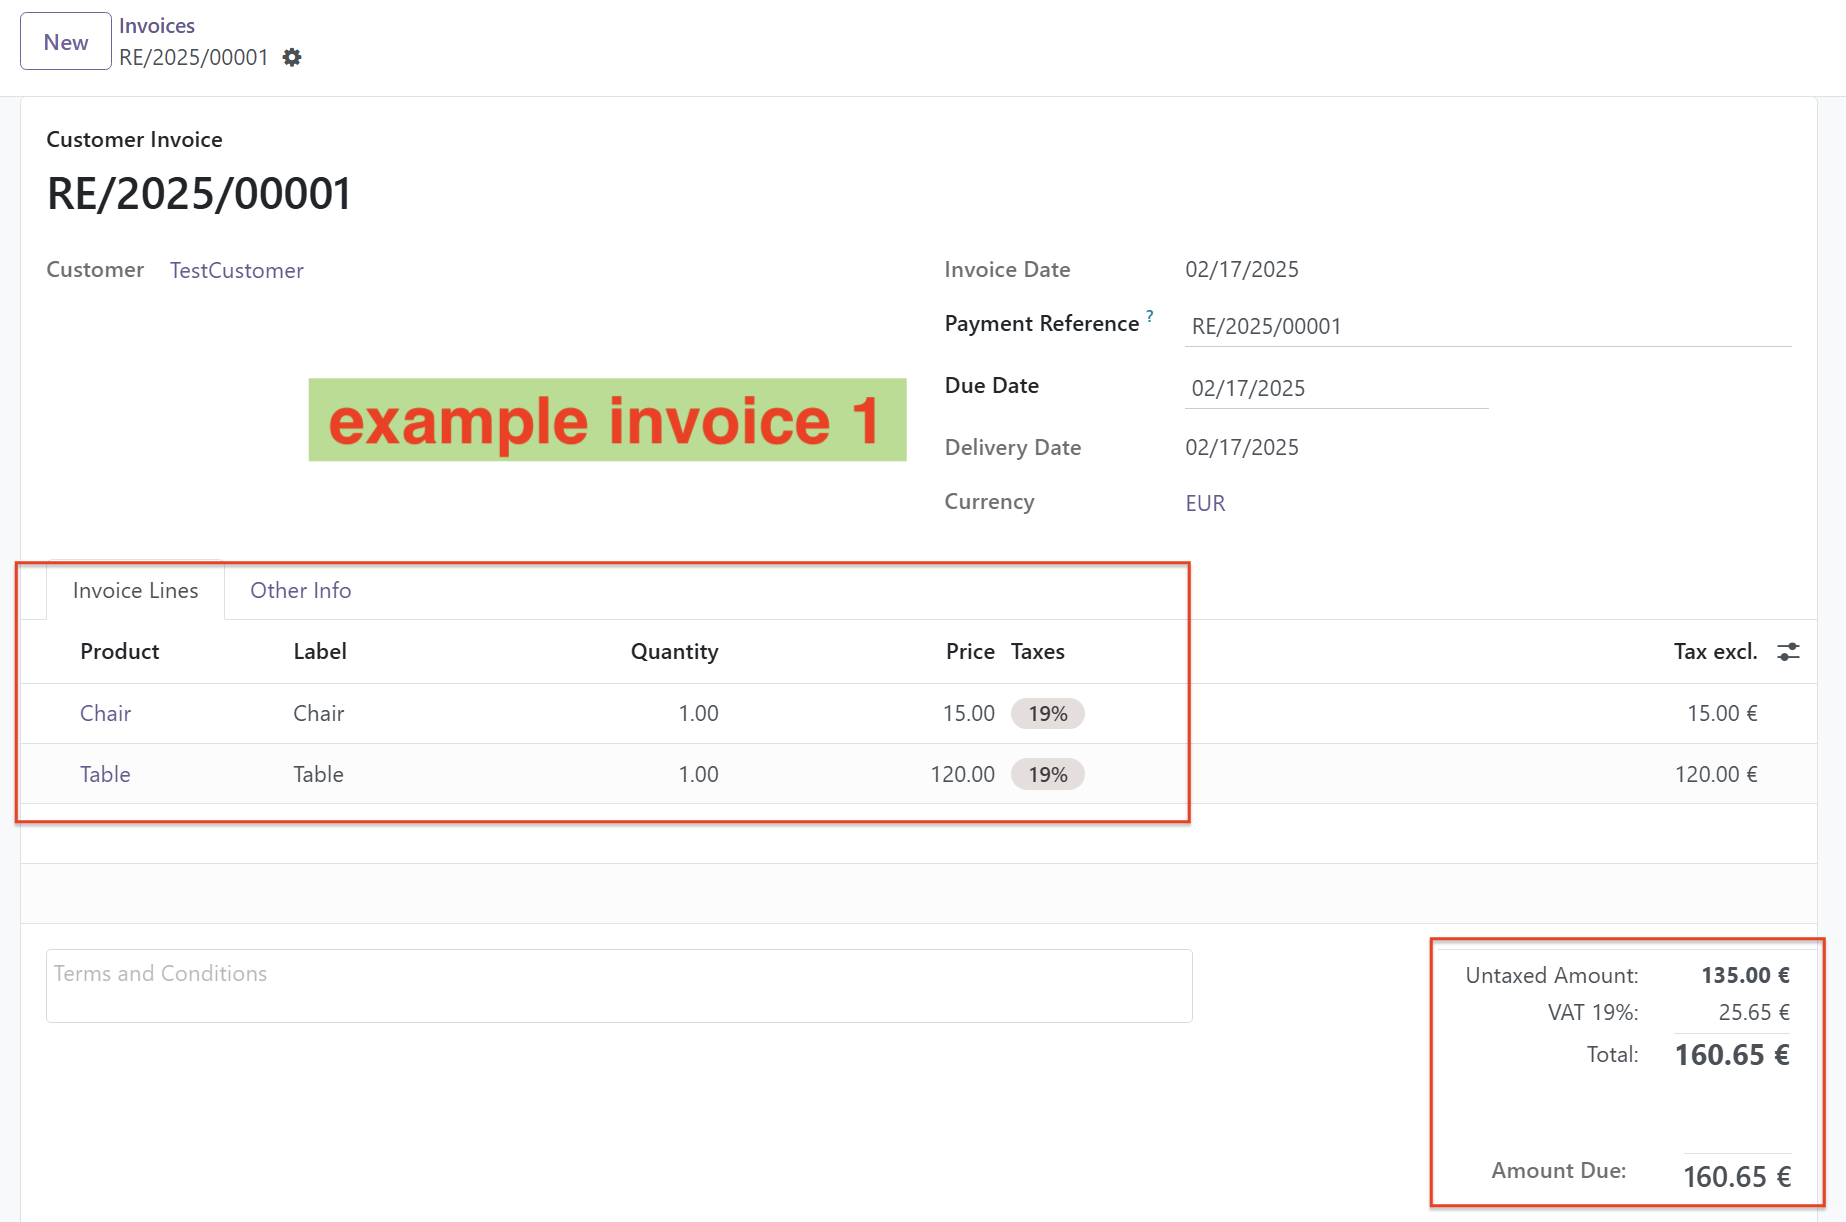 New
Invoices
RE/2025/00001
Customer Invoice
RE/2025/00001
Customer TestCustomer
Invoice Date 02/17/2025
Payment Reference ? RE/2025/00001
example invoice 1
Due Date 02/17/2025
Delivery Date 02/17/2025
Currency EUR
Invoice Lines Other Info
Product Label Quantity Price Taxes Tax excl.
Chair Chair 1.00 15.00 19% 15.00 €
Table Table 1.00 120.00 19% 120.00 €
Terms and Conditions
Untaxed Amount: 135.00 €
VAT 19%: 25.65 €
Total: 160.65 €
Amount Due: 160.65 €